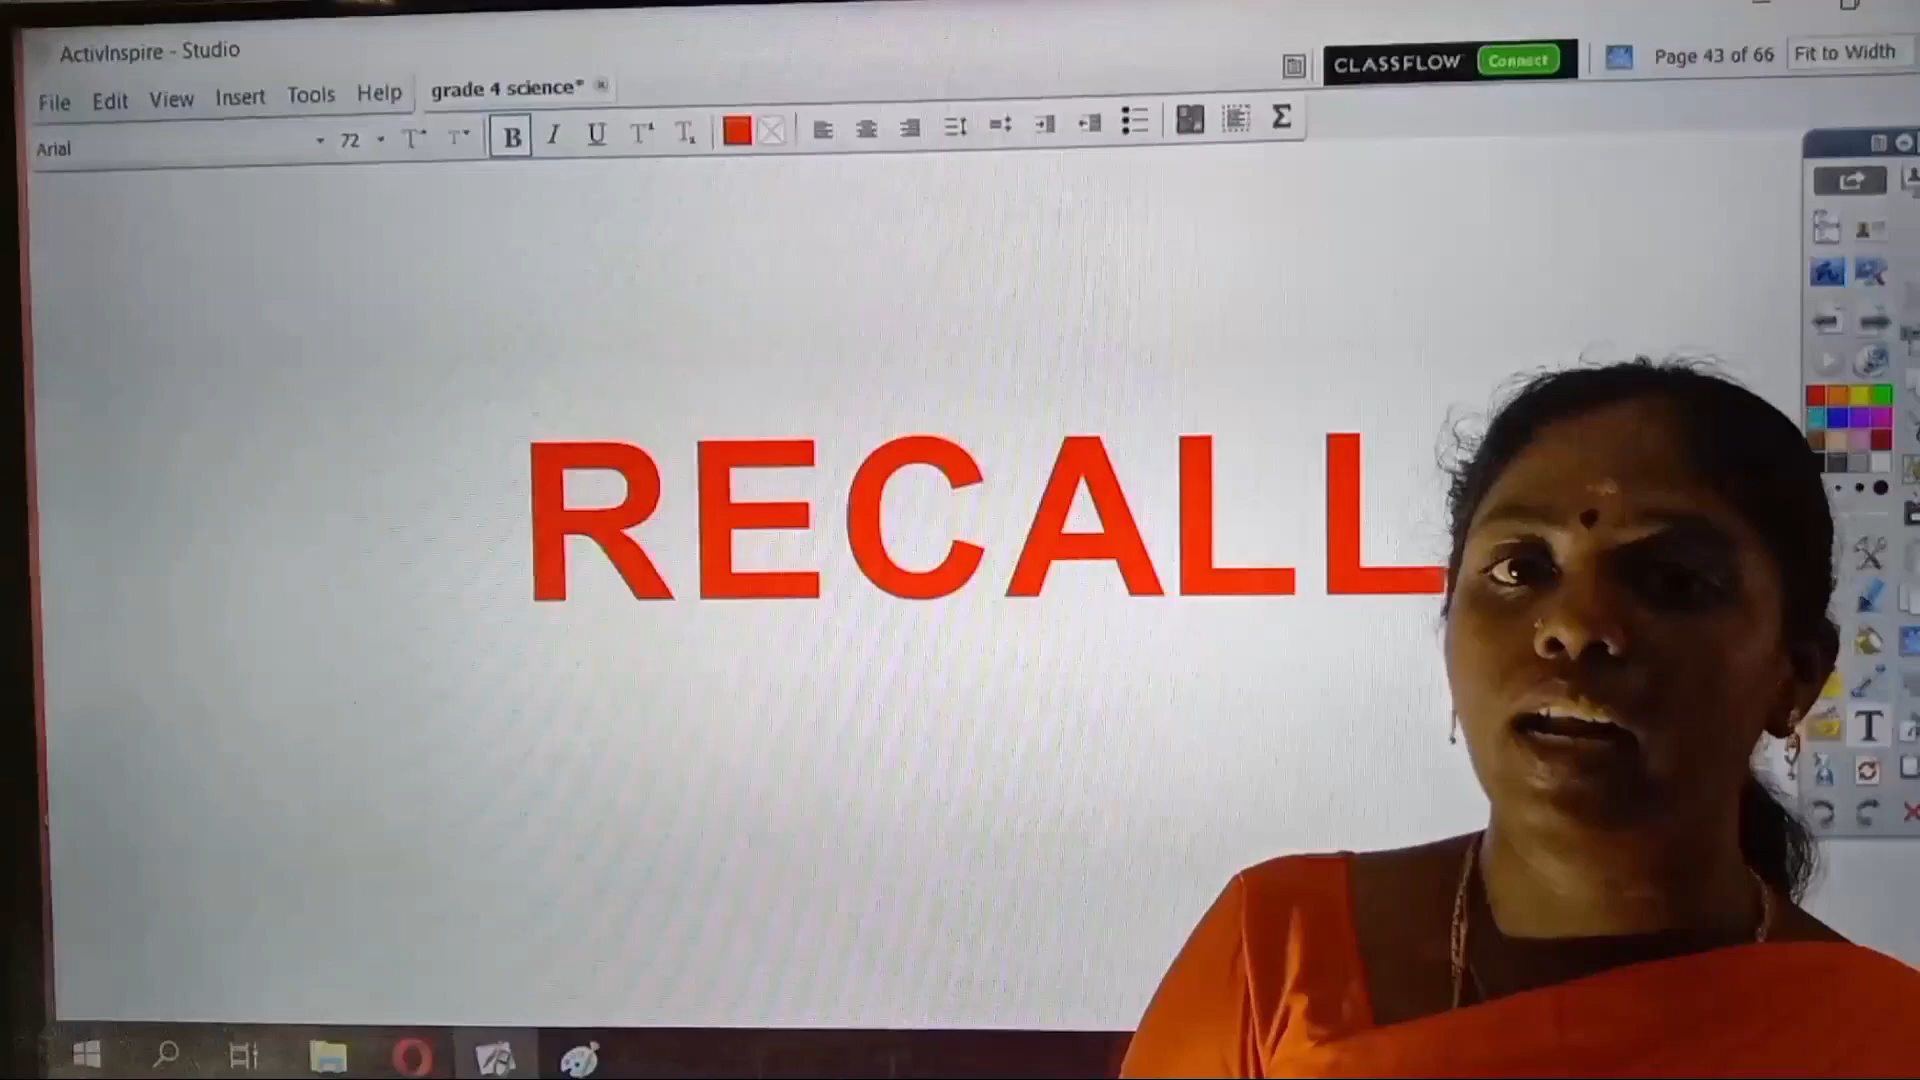 ActivInspire - Studio
File Edit View Insert Tools Help grade 4 science*
CLASSFLOW Connect Page 43 of 66 Fit to Width
Arial 72 B I U
RECALL
T